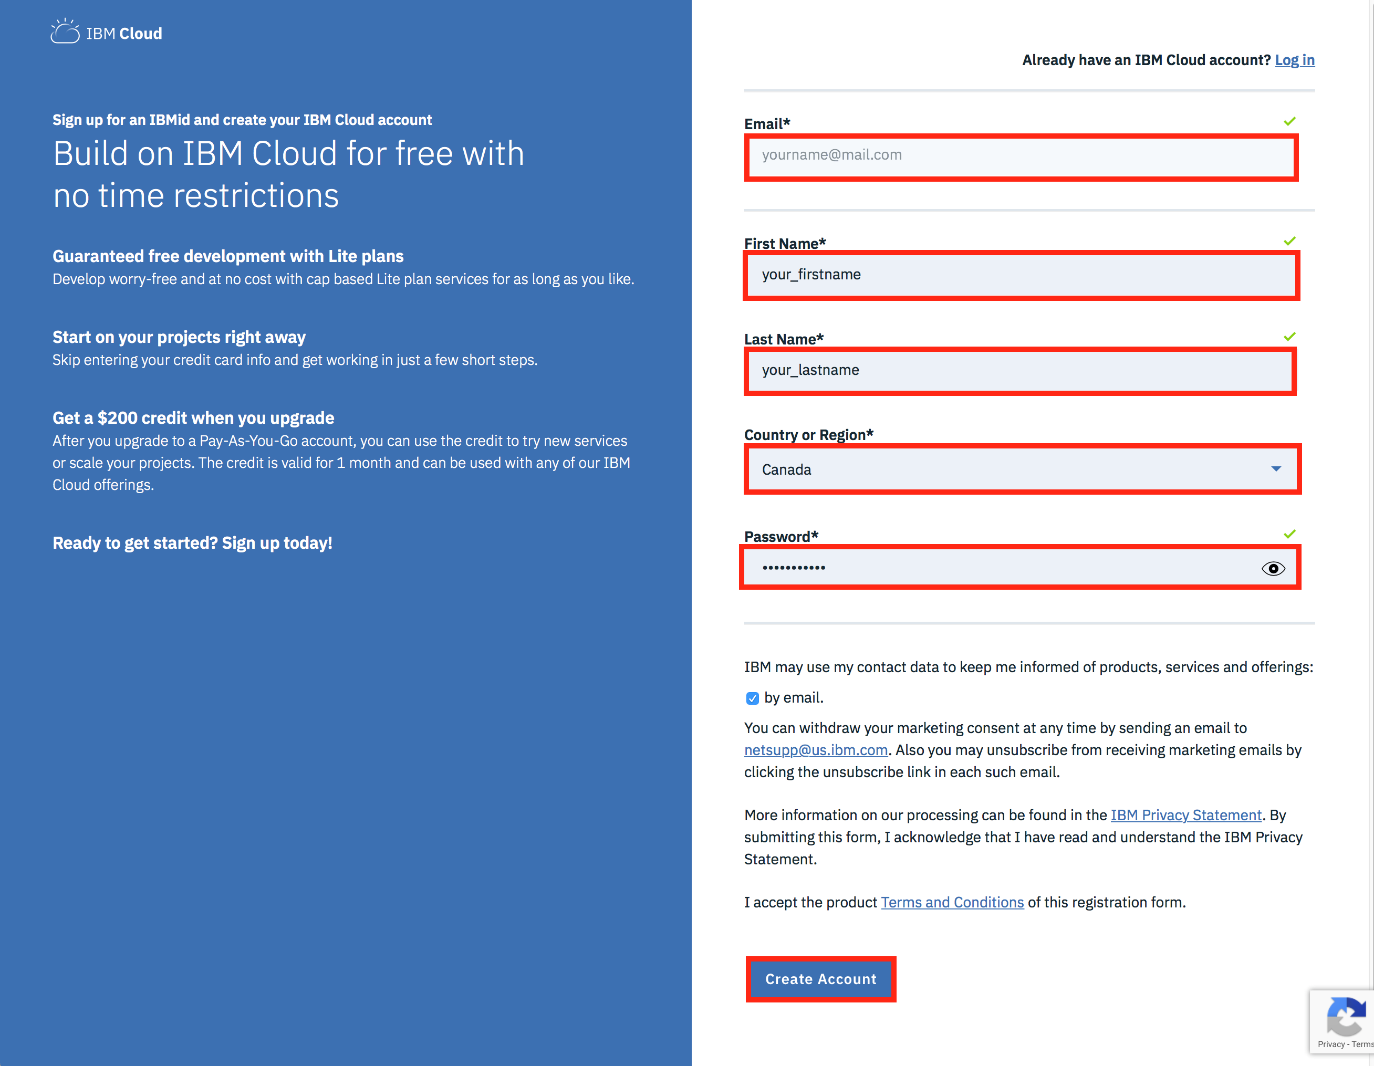 IBM Cloud
Sign up for an IBMid and create your IBM Cloud account
Build on IBM Cloud for free with
no time restrictions
Guaranteed free development with Lite plans
Develop worry-free and at no cost with cap based Lite plan services for as long as you like.
Start on your projects right away
Skip entering your credit card info and get working in just a few short steps.
Get a $200 credit when you upgrade
After you upgrade to a Pay-As-You-Go account, you can use the credit to try new services
or scale your projects. The credit is valid for 1 month and can be used with any of our IBM
Cloud offerings.
Ready to get started? Sign up today!
Already have an IBM Cloud account? Log in
Email*
yourname@mail.com
First Name*
your_firstname
Last Name*
your_lastname
Country or Region*
Canada
Password*
•••••••••••
IBM may use my contact data to keep me informed of products, services and offerings:
by email.
You can withdraw your marketing consent at any time by sending an email to
netsupp@us.ibm.com. Also you may unsubscribe from receiving marketing emails by
clicking the unsubscribe link in each such email.
More information on our processing can be found in the IBM Privacy Statement. By
submitting this form, I acknowledge that I have read and understand the IBM Privacy
Statement.
I accept the product Terms and Conditions of this registration form.
Create Account
Privacy - Terms